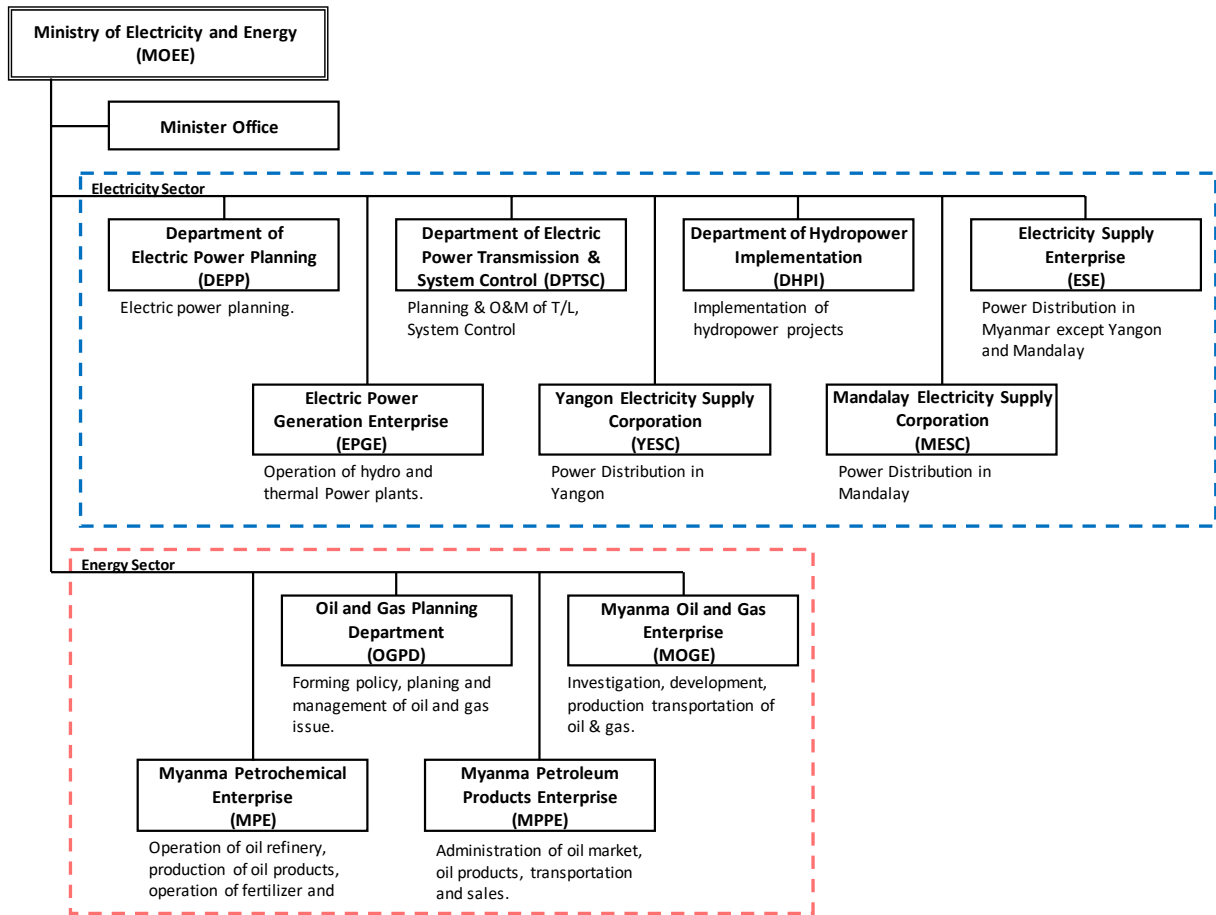 Ministry of Electricity and Energy
(MOEE)
Minister Office
Electricity Sector
Department of
Electric Power Planning
(DEPP)
Electric power planning.
Department of Electric
Power Transmission &
System Control (DPTSC)
Planning & O&M of T/L,
System Control
Department of Hydropower
Implementation
(DHPI)
Implementation of
hydropower projects
Electricity Supply
Enterprise
(ESE)
Power Distribution in
Myanmar except Yangon
and Mandalay
Electric Power
Generation Enterprise
(EPGE)
Operation of hydro and
thermal Power plants.
Yangon Electricity Supply
Corporation
(YESC)
Power Distribution in
Yangon
Mandalay Electricity Supply
Corporation
(MESC)
Power Distribution in
Mandalay
Energy Sector
Oil and Gas Planning
Department
(OGPD)
Forming policy, planing and
management of oil and gas
issue.
Myanma Oil and Gas
Enterprise
(MOGE)
Investigation, development,
production transportation of
oil & gas.
Myanma Petrochemical
Enterprise
(MPE)
Operation of oil refinery,
production of oil products,
operation of fertilizer and
Myanma Petroleum
Products Enterprise
(MPPE)
Administration of oil market,
oil products, transportation
and sales.